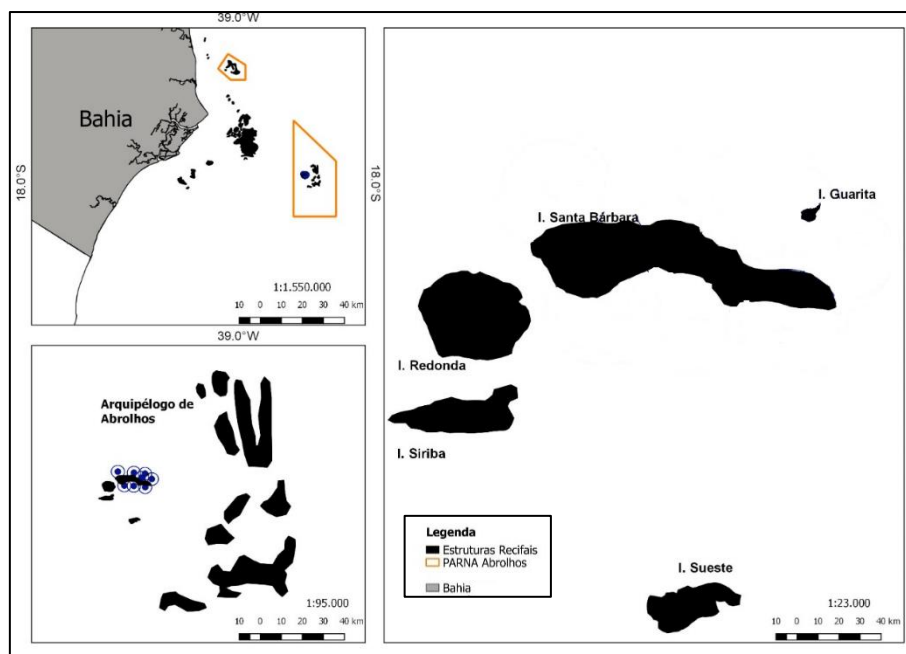 39.0°W
Bahia
18.0°S
18.0°S
1:1.550.000
10 0 10 20 30 40 km
39.0°W
Arquipélogo de
Abrolhos
1:95.000
10 0 10 20 30 40 km
I. Guarita
I. Santa Bárbara
I. Redonda
I. Siriba
Legenda
Estruturas Recifais
PARNA Abrolhos
Bahia
I. Sueste
1:23.000
10 0 10 20 30 40 km